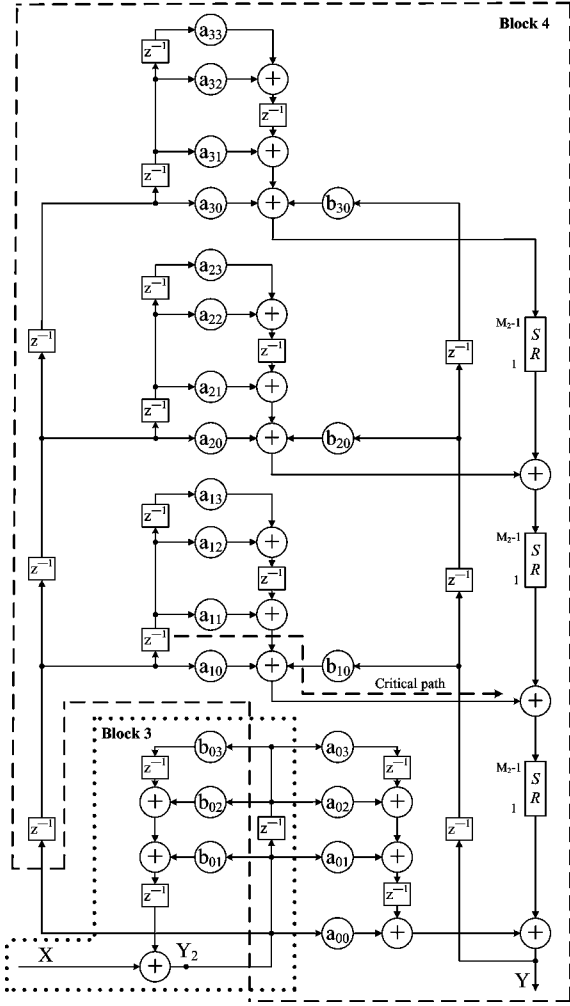 Block 4
a33
z−1
a32
z−1
a31
z−1
a30
b30
a23
z−1
a22
M2-1
S
R
1
z−1
z−1
z−1
a21
z−1
a20
b20
a13
z−1
a12
M2-1
S
R
1
z−1
z−1
z−1
a11
z−1
a10
b10
Critical path
Block 3
b03
a03
z−1
M2-1
S
R
1
b02
a02
z−1
z−1
z−1
b01
a01
z−1
z−1
a00
X
Y2
Y